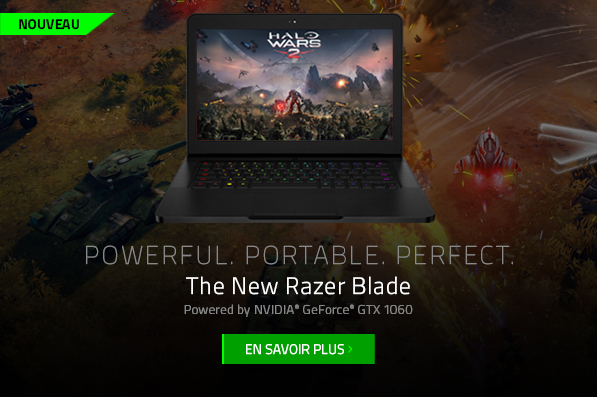 NOUVEAU
HALO
WARS
2
POWERFUL. PORTABLE. PERFECT.
The New Razer Blade
Powered by NVIDIA® GeForce® GTX 1060
EN SAVOIR PLUS ›